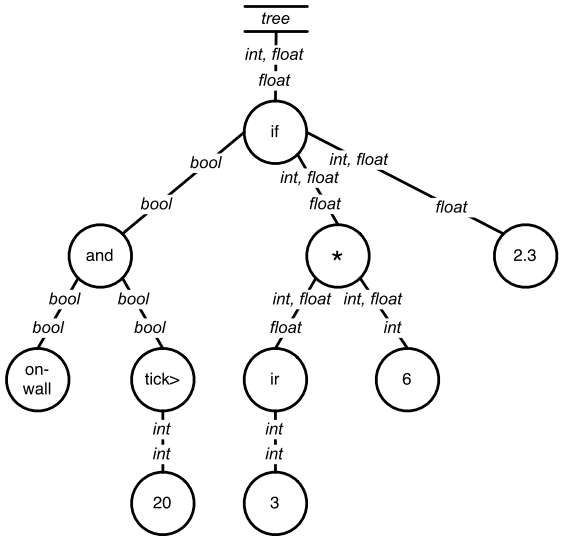 tree
int, float
float
if
bool
int, float
int, float
bool
float
float
and
*
2.3
bool
bool
int, float
int, float
bool
bool
float
int
on-
wall
tick>
ir
6
int
int
int
int
20
3